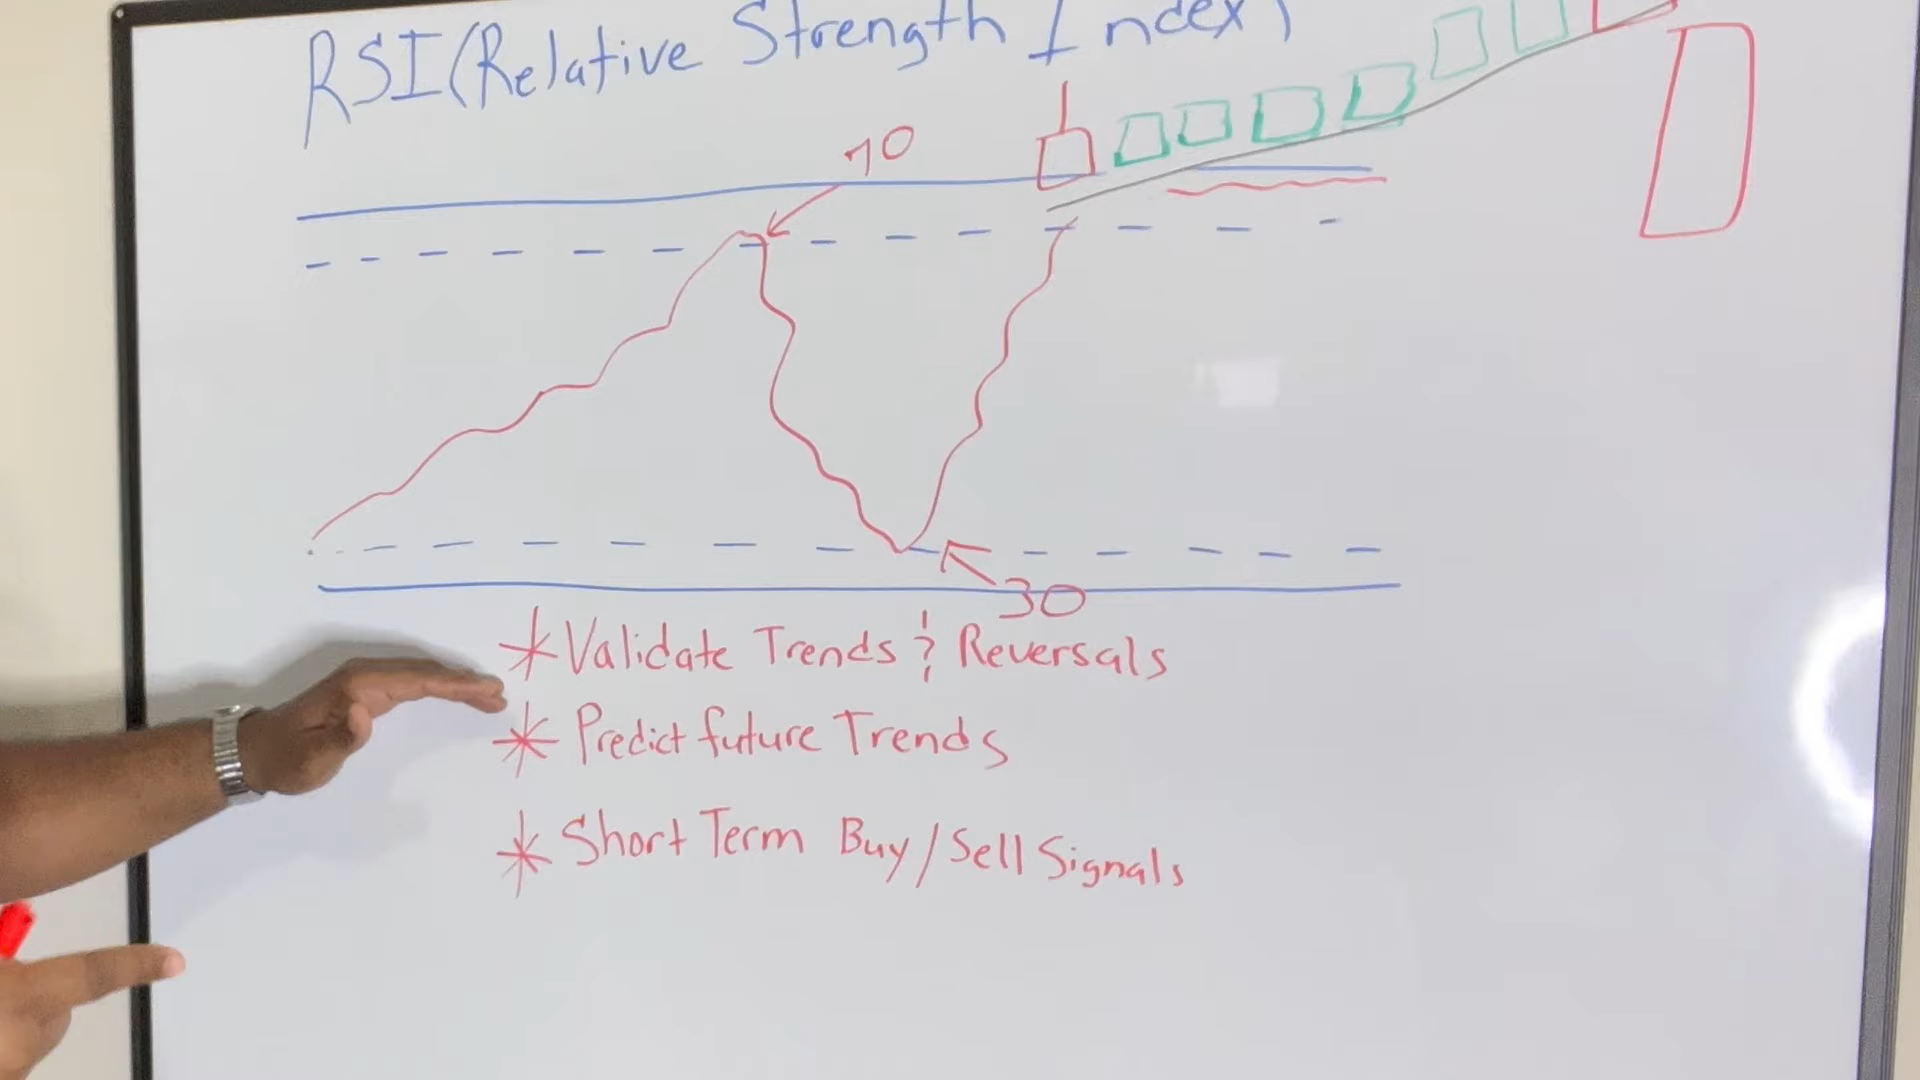 RSI (Relative Strength Index)
70
30
* Validate Trends & Reversals
* Predict future Trends
* Short Term Buy/Sell Signals